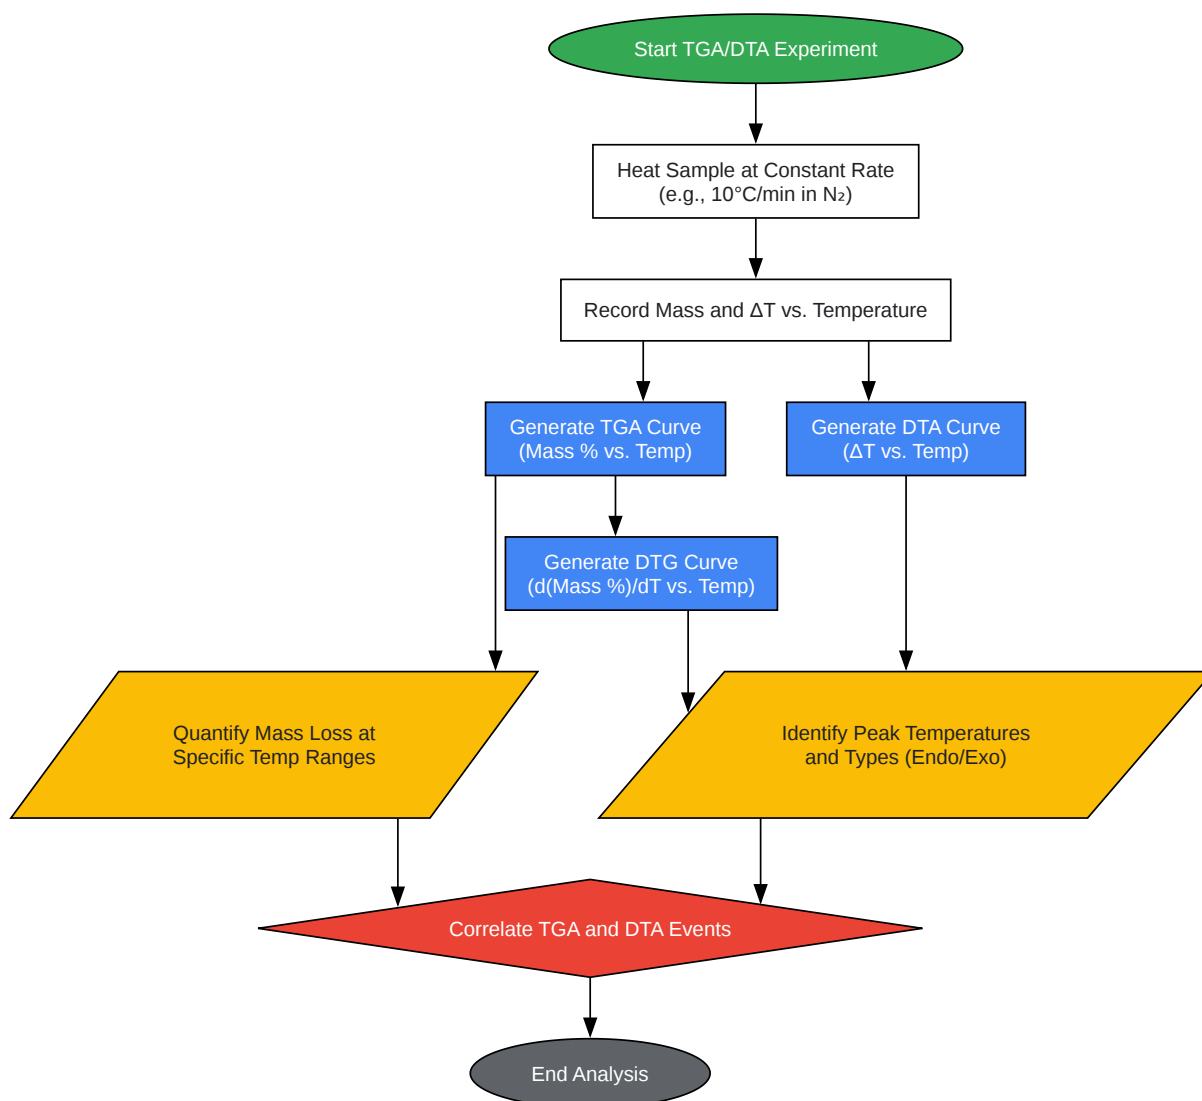 Start TGA/DTA Experiment
Heat Sample at Constant Rate
(e.g., 10°C/min in N₂)
Record Mass and ΔT vs. Temperature
Generate TGA Curve
(Mass % vs. Temp)
Generate DTA Curve
(ΔT vs. Temp)
Generate DTG Curve
(d(Mass %)/dT vs. Temp)
Quantify Mass Loss at
Specific Temp Ranges
Identify Peak Temperatures
and Types (Endo/Exo)
Correlate TGA and DTA Events
End Analysis